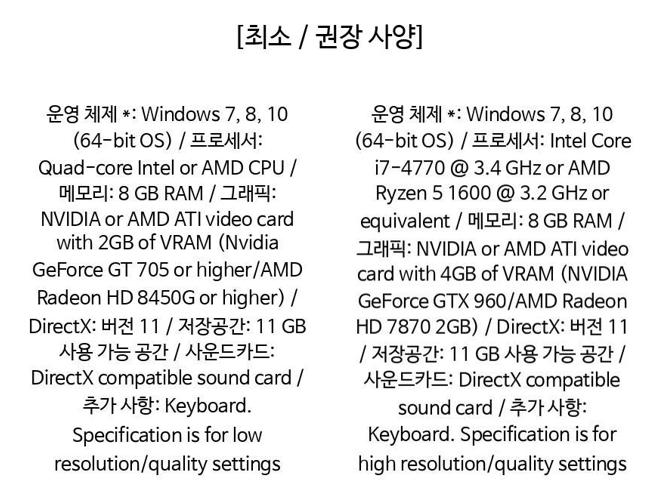 [최소 / 권장 사양]
운영 체제 *: Windows 7, 8, 10
(64-bit OS) / 프로세서:
Quad-core Intel or AMD CPU /
메모리: 8 GB RAM / 그래픽:
NVIDIA or AMD ATI video card
with 2GB of VRAM (Nvidia
GeForce GT 705 or higher/AMD
Radeon HD 8450G or higher) /
DirectX: 버전 11 / 저장공간: 11 GB
사용 가능 공간 / 사운드카드:
DirectX compatible sound card /
추가 사항: Keyboard.
Specification is for low
resolution/quality settings
운영 체제 *: Windows 7, 8, 10
(64-bit OS) / 프로세서: Intel Core
i7-4770 @ 3.4 GHz or AMD
Ryzen 5 1600 @ 3.2 GHz or
equivalent / 메모리: 8 GB RAM /
그래픽: NVIDIA or AMD ATI video
card with 4GB of VRAM (NVIDIA
GeForce GTX 960/AMD Radeon
HD 7870 2GB) / DirectX: 버전 11
/ 저장공간: 11 GB 사용 가능 공간 /
사운드카드: DirectX compatible
sound card / 추가 사항:
Keyboard. Specification is for
high resolution/quality settings